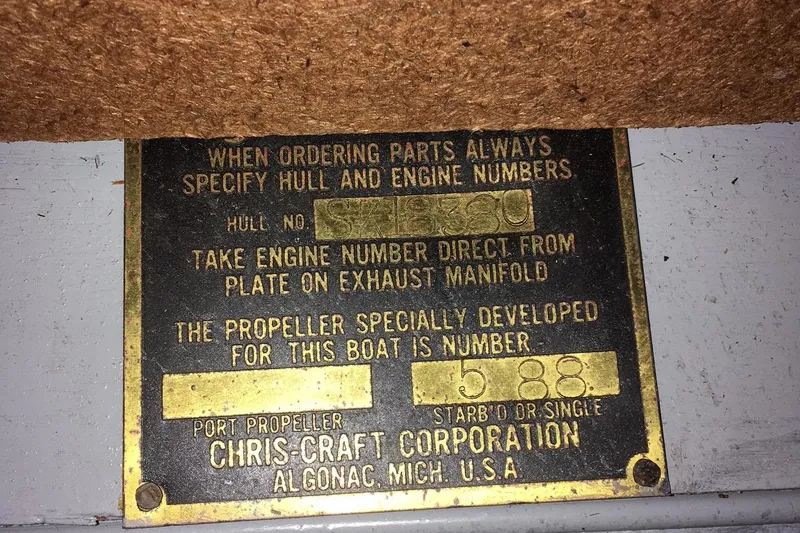 WHEN ORDERING PARTS ALWAYS
SPECIFY HULL AND ENGINE NUMBERS.
HULL NO.
TAKE ENGINE NUMBER DIRECT FROM
PLATE ON EXHAUST MANIFOLD
THE PROPELLER SPECIALLY DEVELOPED
FOR THIS BOAT IS NUMBER.-
5 88
PORT PROPELLER STARB'D OR SINGLE
CHRIS-CRAFT CORPORATION
ALGONAC, MICH. U.S.A.